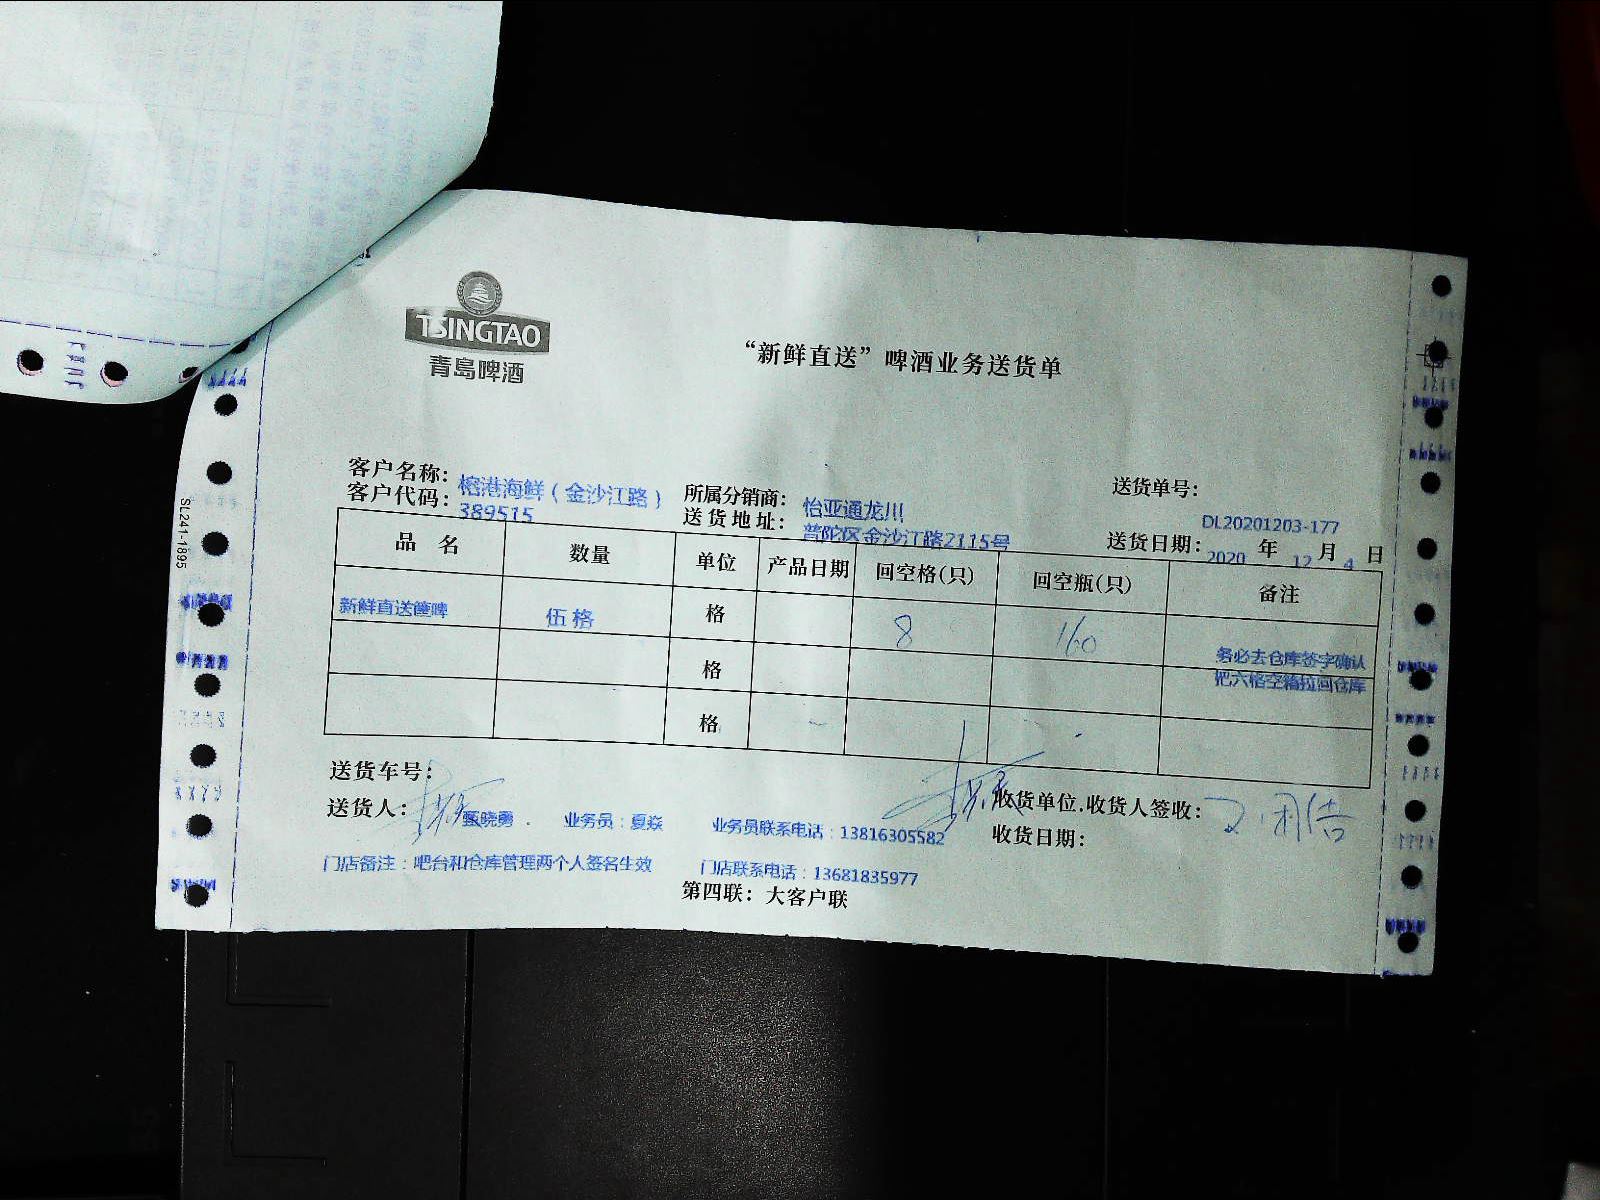 TSINGTAO
青岛啤酒
“新鲜直送”啤酒业务送货单
客户名称：榕港海鲜（金沙江路） 所属分销商：怡亚通龙川 送货单号：DL20201203-177
客户代码：389515 送货地址：普陀区金沙江路2115号 送货日期：2020 年 12 月 4 日
品 名 数量 单位 产品日期 回空格(只) 回空瓶(只) 备注
新鲜直送篚啤 伍格 格 8 160 务必去仓库签字确认
格 把六格空箱拉回仓库
格
送货车号：
送货人：甄晓勇 . 业务员：夏焱 业务员联系电话：13816305582 收货单位.收货人签收：
收货日期：
门店备注：吧台和仓库管理两个人签名生效 门店联系电话：13681835977
第四联：大客户联
SL241-1895